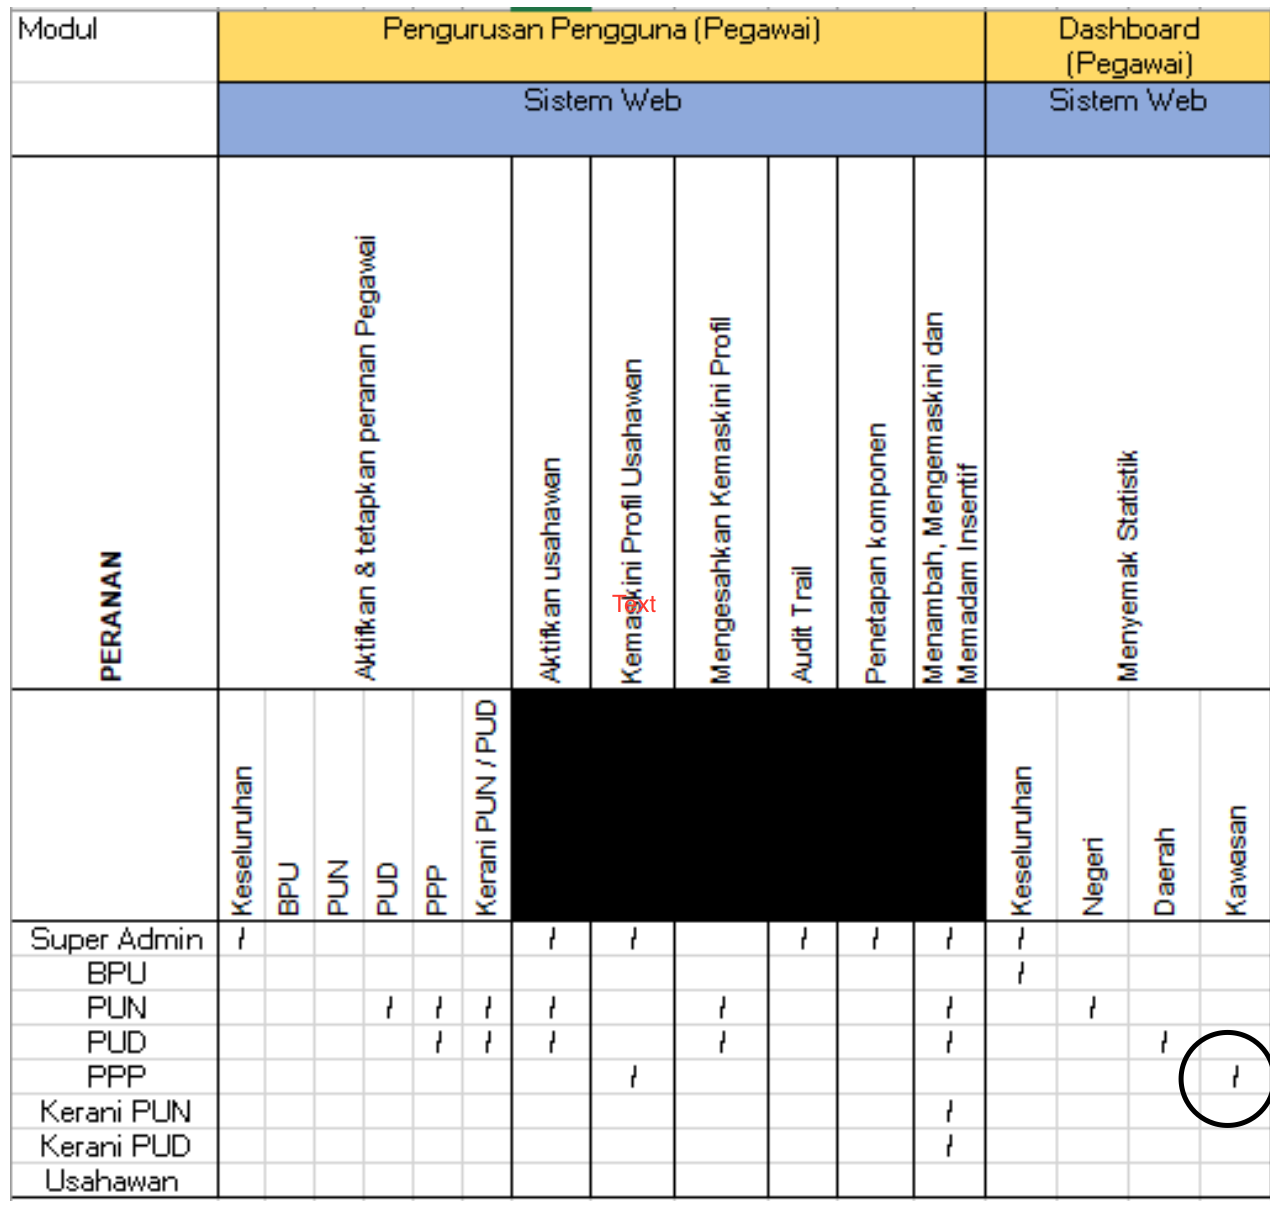 Modul
Pengurusan Pengguna (Pegawai)
Dashboard
(Pegawai)
Sistem Web
Sistem Web
PERANAN
Aktifkan & tetapkan peranan Pegawai
Aktifkan usahawan
Kemaskini Profil Usahawan
Text
Mengesahkan Kemaskini Profil
Audit Trail
Penetapan komponen
Menambah, Mengemaskini dan
Memadam Insentif
Menyemak Statistik
Keseluruhan
BPU
PUN
PUD
PPP
Kerani PUN / PUD
Keseluruhan
Negeri
Daerah
Kawasan
Super Admin / / / / / / /
BPU /
PUN / / / / / / /
PUD / / / / / /
PPP / /
Kerani PUN /
Kerani PUD /
Usahawan